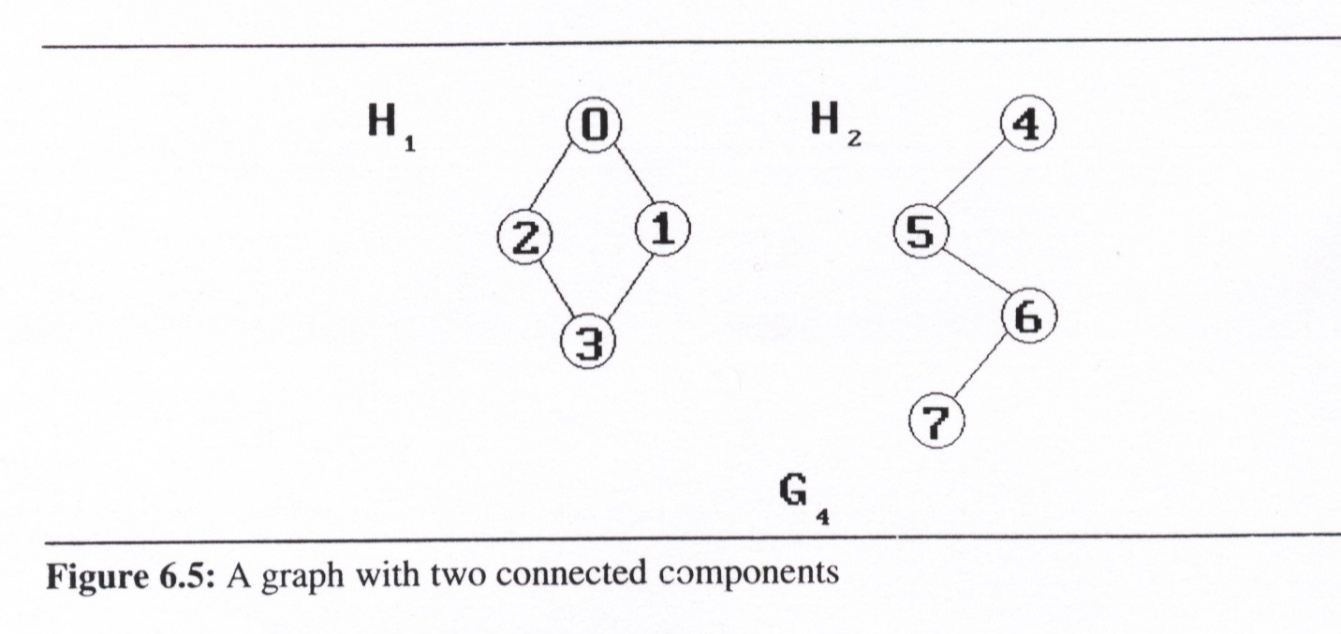 H₁ 0 H₂ 4
2 1 5
3 6
7
G₄
Figure 6.5: A graph with two connected components